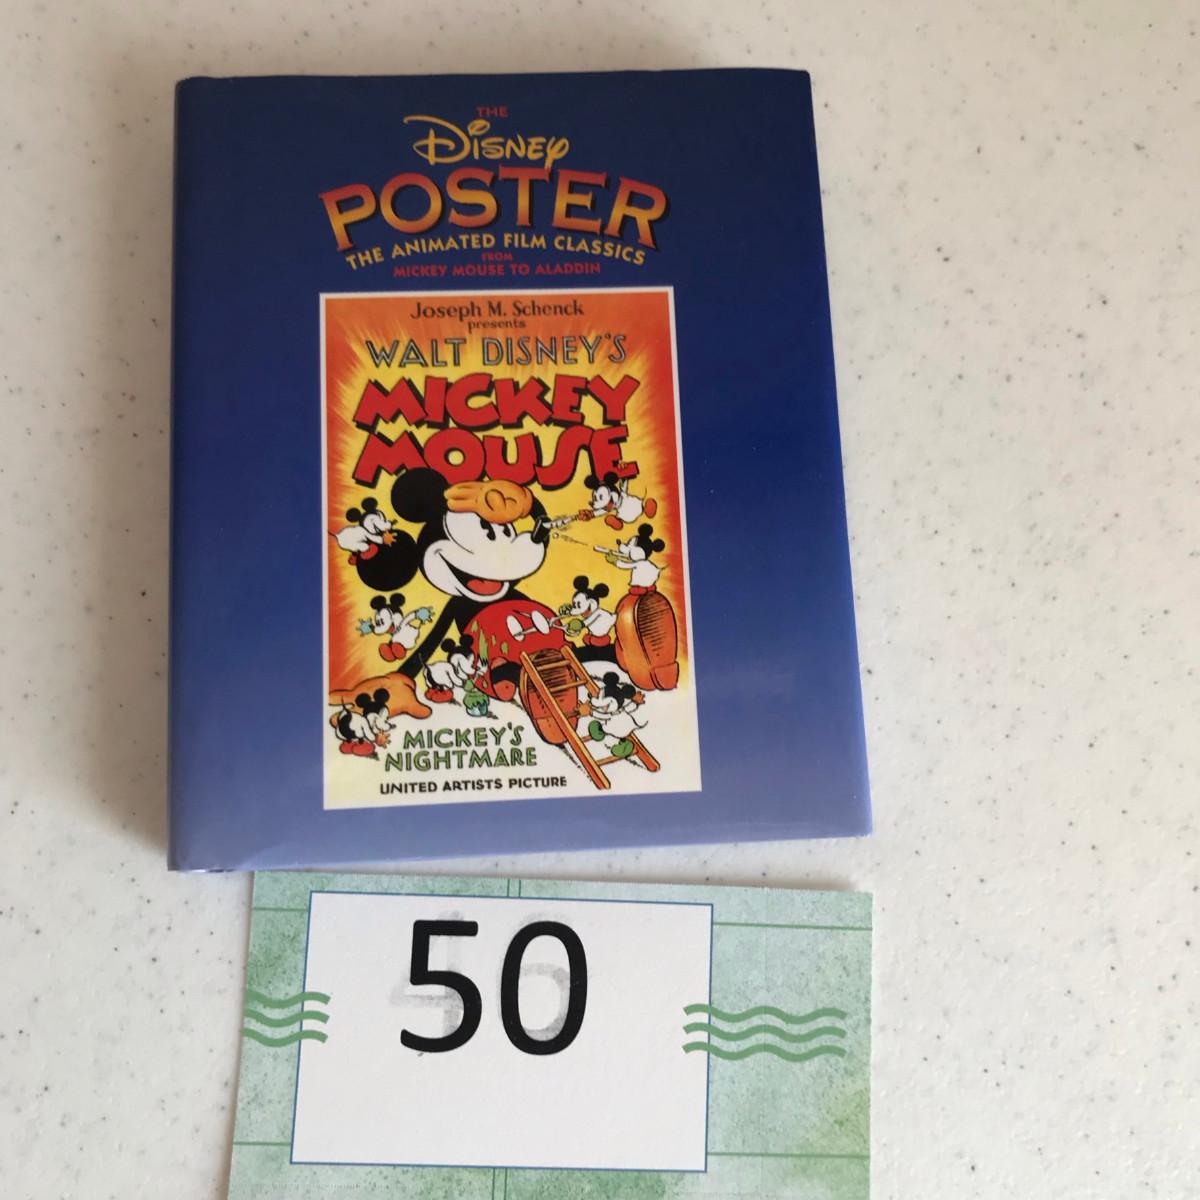 THE
DISNEY
POSTER
THE ANIMATED FILM CLASSICS
FROM
MICKEY MOUSE TO ALADDIN
Joseph M. Schenck
presents
WALT DISNEY'S
MICKEY
MOUSE
MICKEY'S
NIGHTMARE
UNITED ARTISTS PICTURE
50